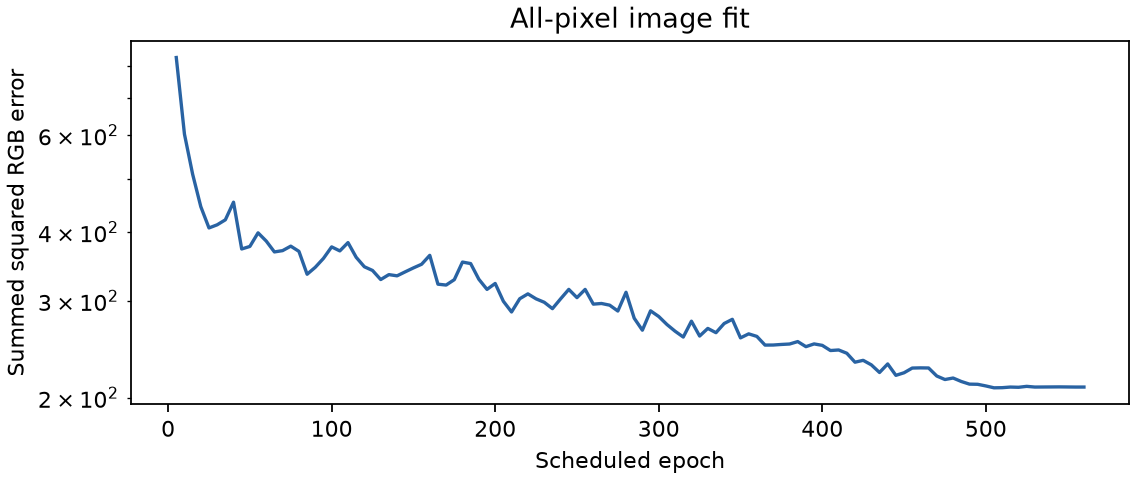 All-pixel image fit
Summed squared RGB error
6 × 10²
4 × 10²
3 × 10²
2 × 10²
0 100 200 300 400 500
Scheduled epoch